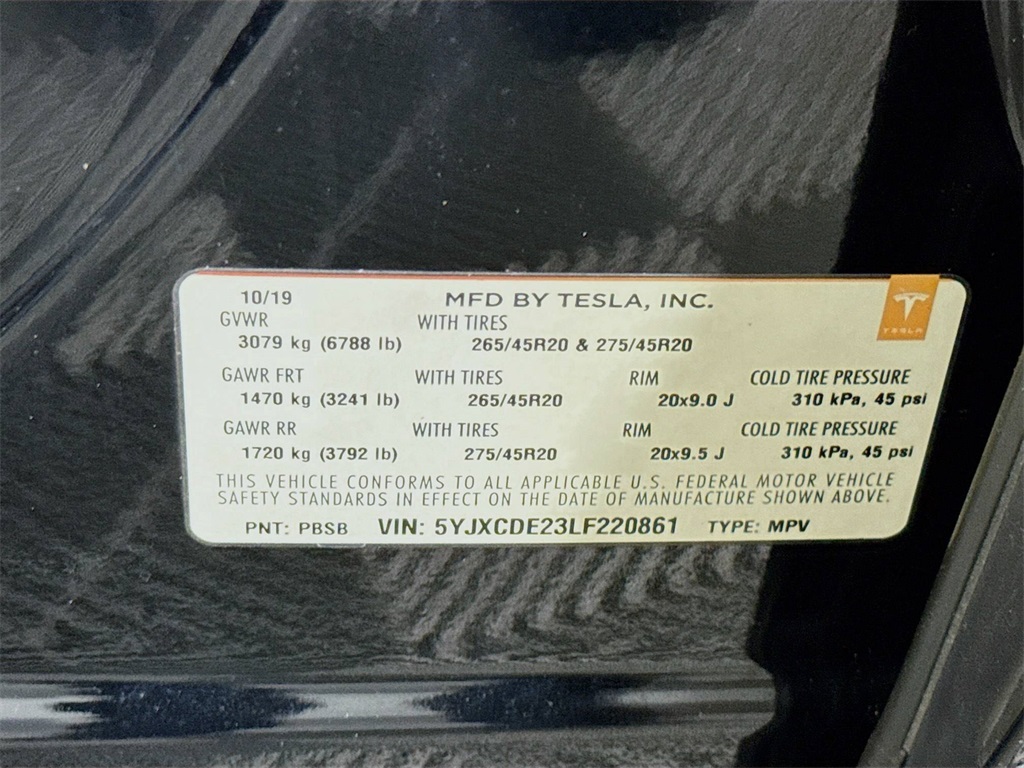 10/19 MFD BY TESLA, INC.
TESLA
GVWR WITH TIRES
3079 kg (6788 lb) 265/45R20 & 275/45R20
GAWR FRT WITH TIRES RIM COLD TIRE PRESSURE
1470 kg (3241 lb) 265/45R20 20x9.0 J 310 kPa, 45 psi
GAWR RR WITH TIRES RIM COLD TIRE PRESSURE
1720 kg (3792 lb) 275/45R20 20x9.5 J 310 kPa, 45 psi
THIS VEHICLE CONFORMS TO ALL APPLICABLE U.S. FEDERAL MOTOR VEHICLE
SAFETY STANDARDS IN EFFECT ON THE DATE OF MANUFACTURE SHOWN ABOVE.
PNT: PBSB VIN: 5YJXCDE23LF220861 TYPE: MPV